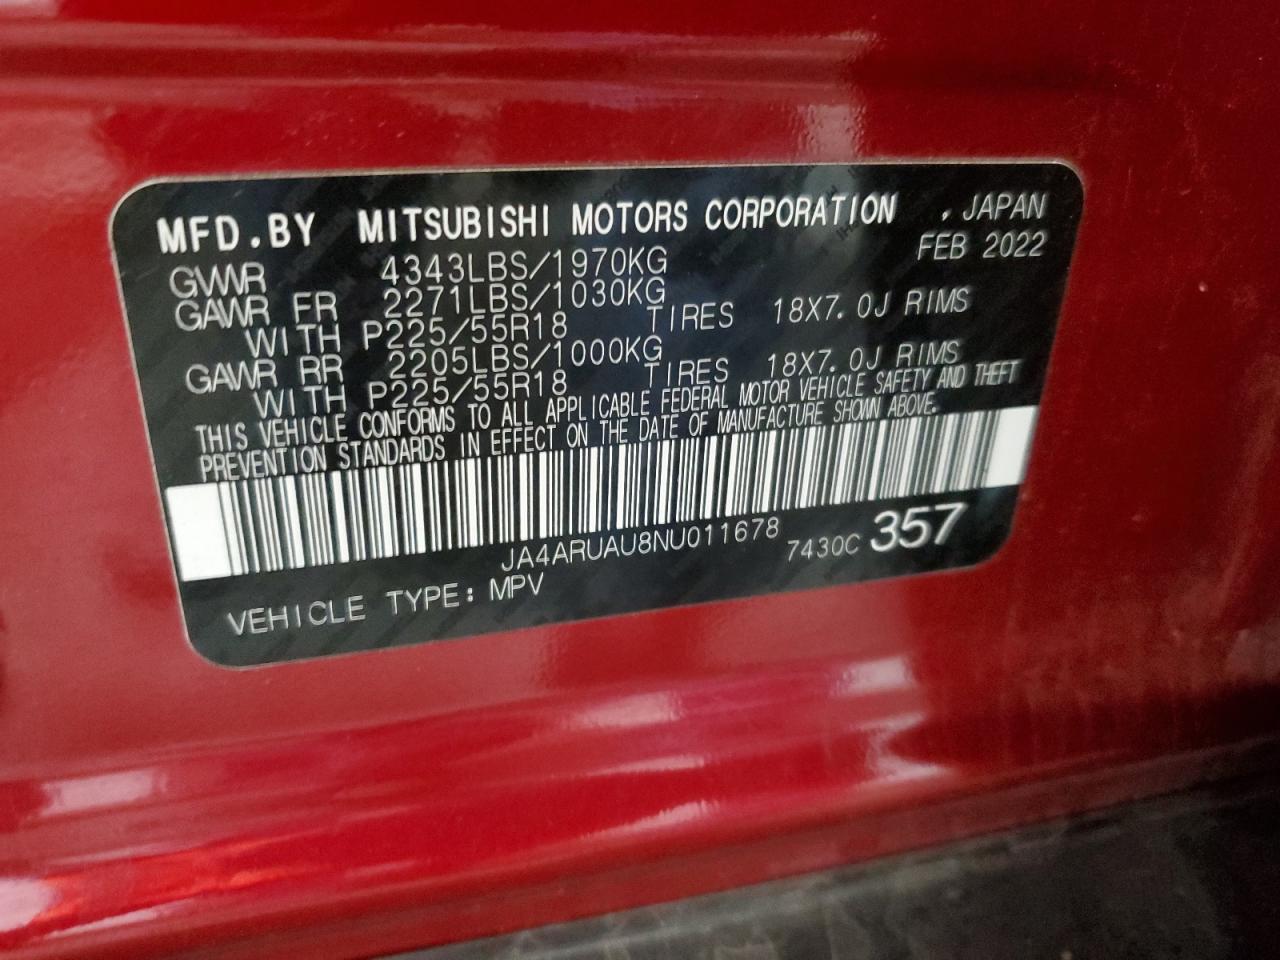 MFD.BY MITSUBISHI MOTORS CORPORATION , JAPAN
FEB 2022
GVWR 4343LBS/1970KG
GAWR FR 2271LBS/1030KG
WITH P225/55R18 TIRES 18X7.0J RIMS
GAWR RR 2205LBS/1000KG
WITH P225/55R18 TIRES 18X7.0J RIMS
THIS VEHICLE CONFORMS TO ALL APPLICABLE FEDERAL MOTOR VEHICLE SAFETY AND THEFT
PREVENTION STANDARDS IN EFFECT ON THE DATE OF MANUFACTURE SHOWN ABOVE.
JA4ARUAU8NU011678 7430C 357
VEHICLE TYPE: MPV